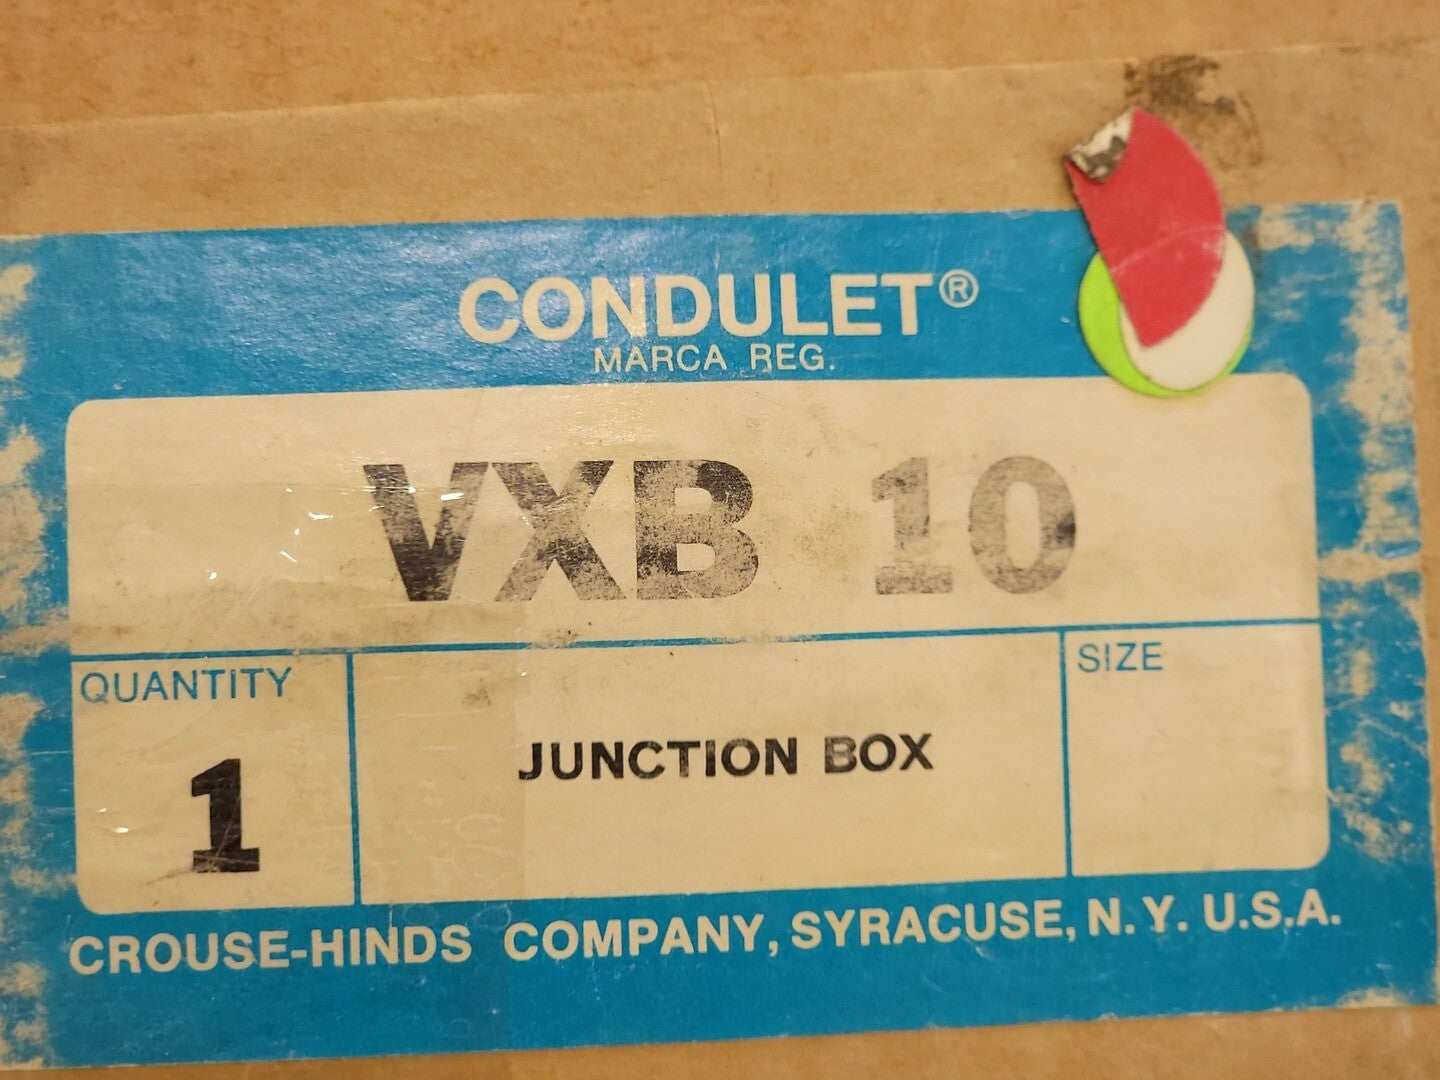 CONDULET®
MARCA REG.
VXB 10
QUANTITY
1
JUNCTION BOX
SIZE
CROUSE-HINDS COMPANY, SYRACUSE, N.Y. U.S.A.